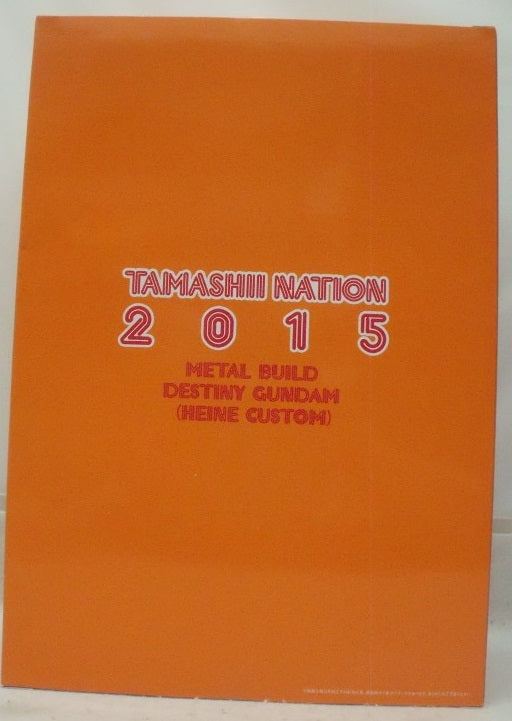 TAMASHII NATION
2015
METAL BUILD
DESTINY GUNDAM
(HEINE CUSTOM)